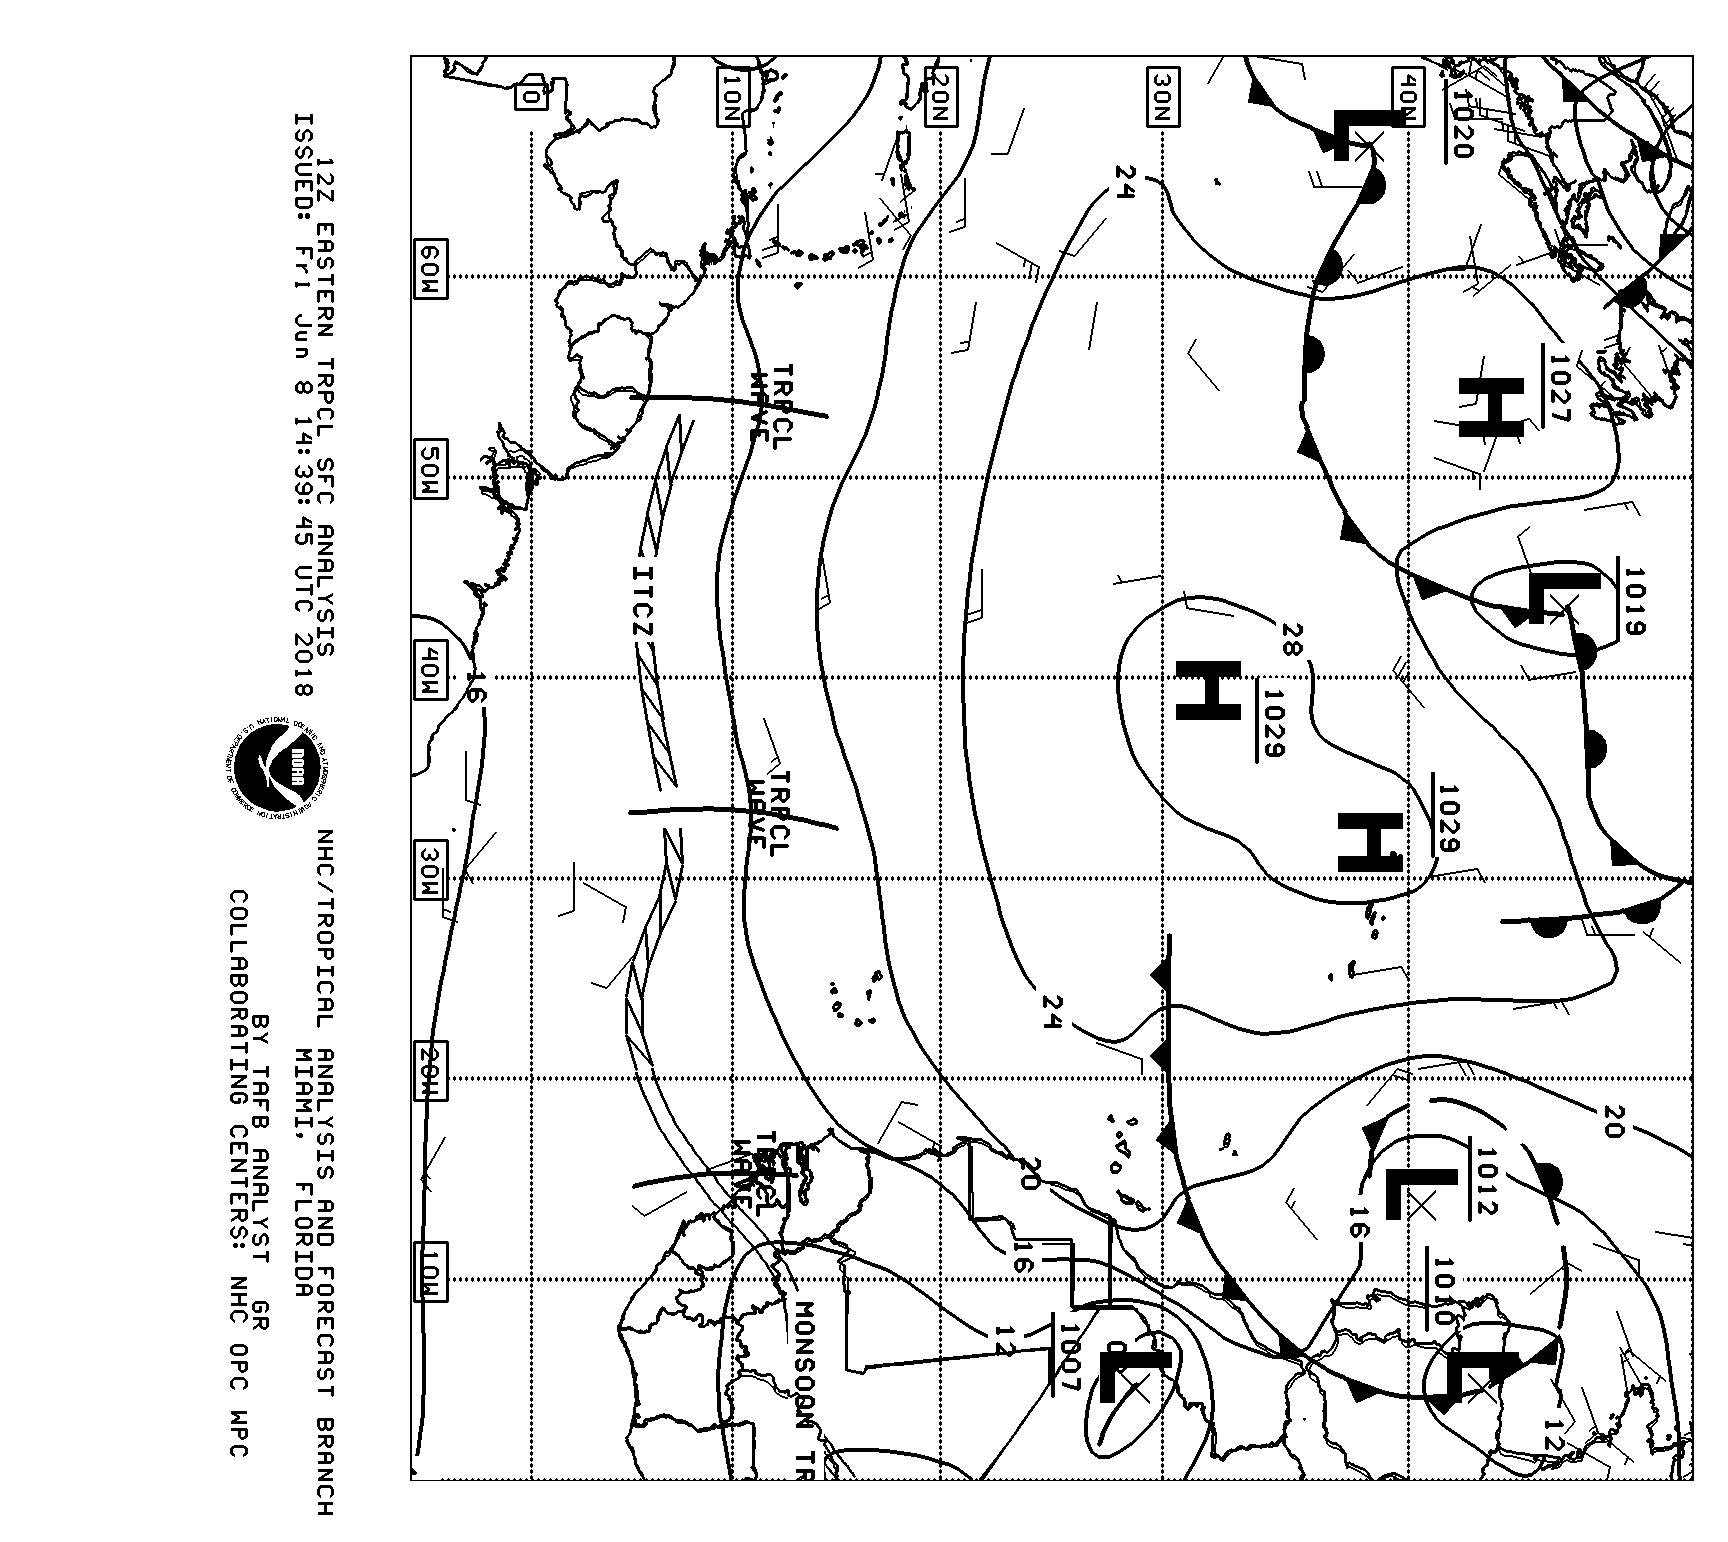 1020
1027
1019
1029
1029
1012
1010
1007
L
H
L
H
H
L
L
L
24
28
24
20
20
16
16
16
12
12
40N
30N
20N
10N
0
60W
50W
40W
30W
20W
10W
TRPCL
WAVE
TRPCL
WAVE
TRPCL
WAVE
ITCZ
MONSOON TR
12Z EASTERN TRPCL SFC ANALYSIS
ISSUED: Fri Jun 8 14:39:45 UTC 2018
NOAA
NHC/TROPICAL ANALYSIS AND FORECAST BRANCH
MIAMI, FLORIDA
BY TAFB ANALYST GR
COLLABORATING CENTERS: NHC OPC WPC